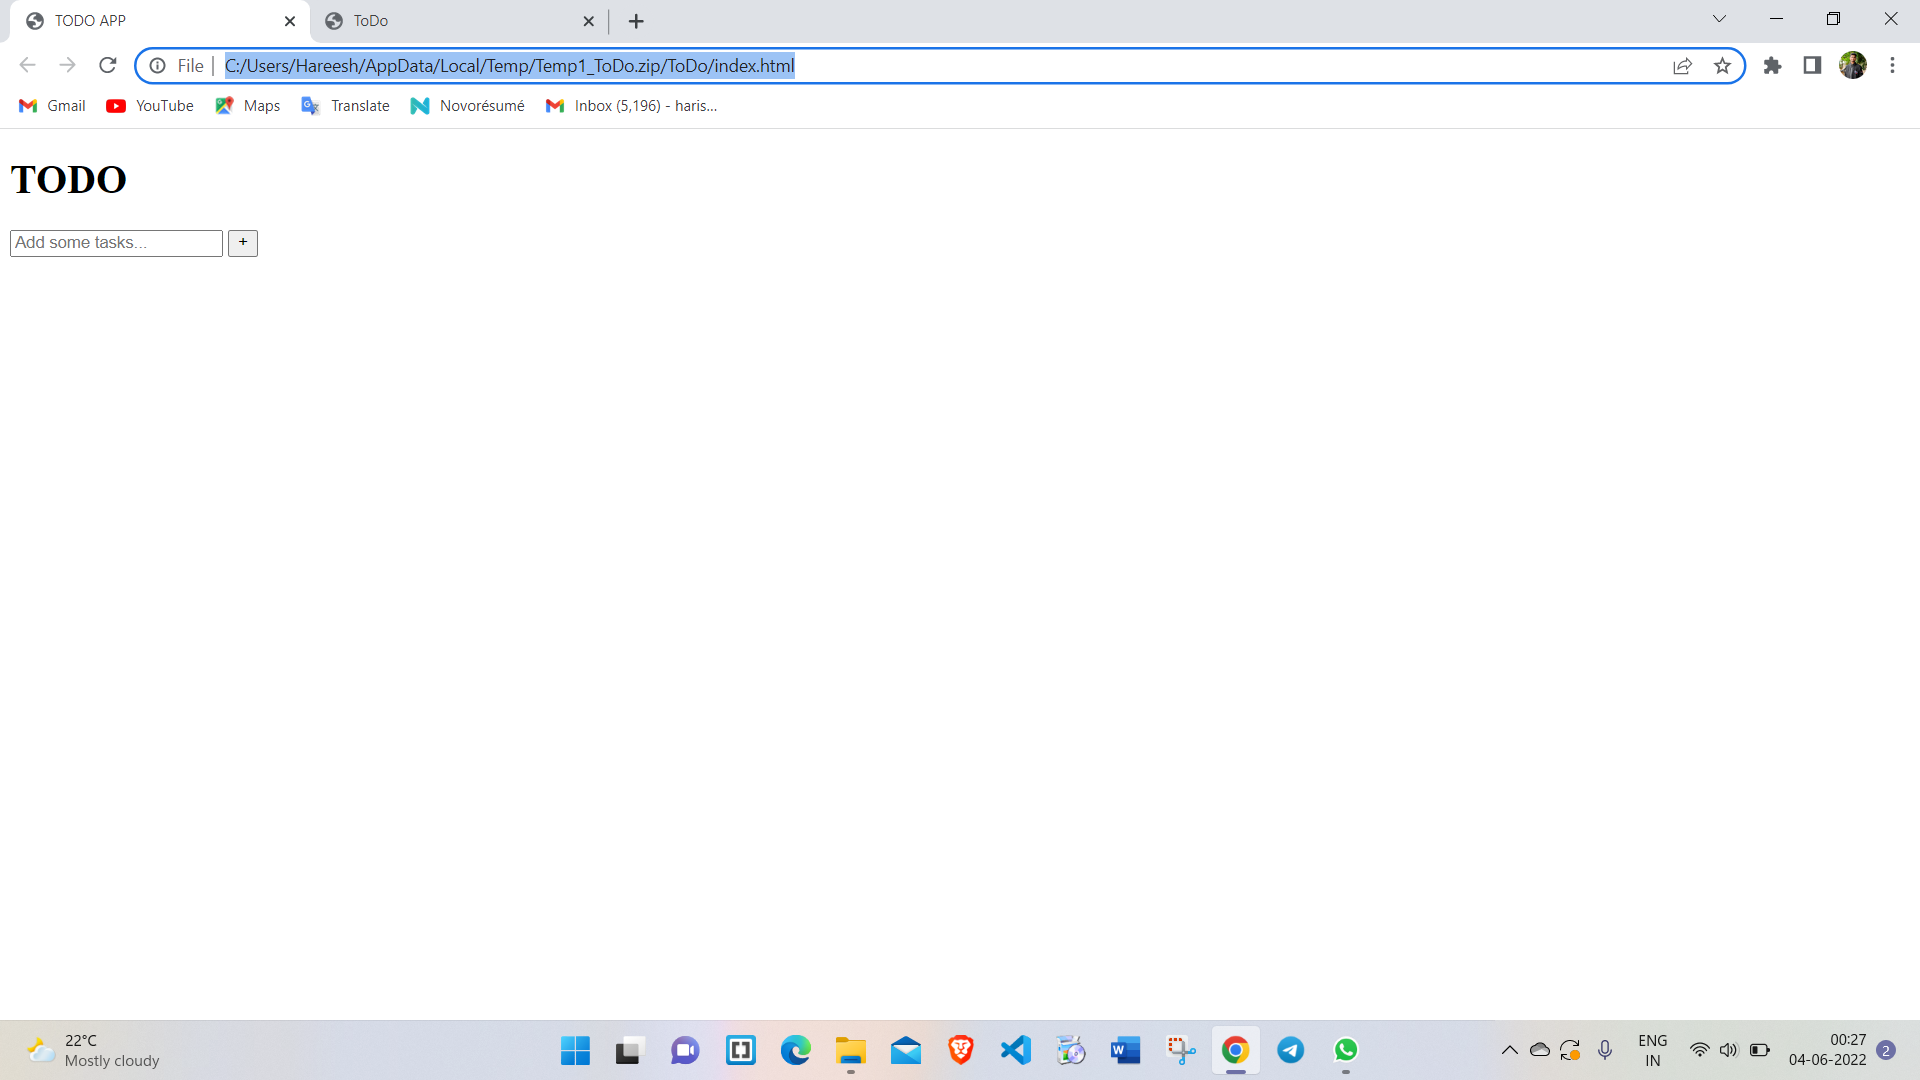 TODO APP
ToDo
File
C:/Users/Hareesh/AppData/Local/Temp/Temp1_ToDo.zip/ToDo/index.html
Gmail
YouTube
Maps
Translate
Novorésumé
Inbox (5,196) - haris...
TODO
Add some tasks...
+
22°C
Mostly cloudy
ENG
IN
00:27
04-06-2022
2